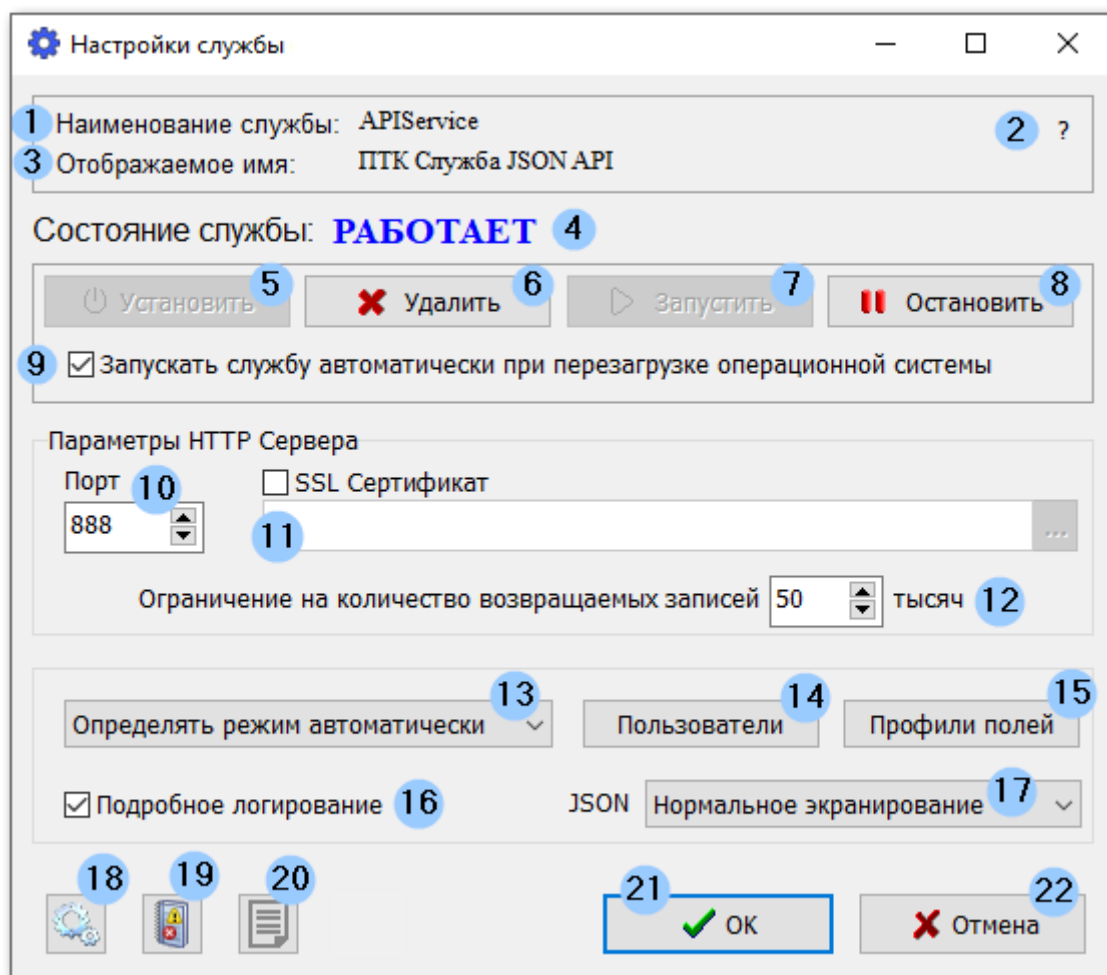 Настройки службы
1 Наименование службы: APIService 2 ?
3 Отображаемое имя: ПТК Служба JSON API
Состояние службы: РАБОТАЕТ 4
Установить 5 Удалить 6 Запустить 7 Остановить 8
9 Запускать службу автоматически при перезагрузке операционной системы
Параметры HTTP Сервера
Порт 10 SSL Сертификат
888 11 ...
Ограничение на количество возвращаемых записей 50 тысяч 12
Определять режим автоматически 13 Пользователи 14 Профили полей 15
Подробное логирование 16 JSON Нормальное экранирование 17
18 19 20 21 OK 22 Отмена